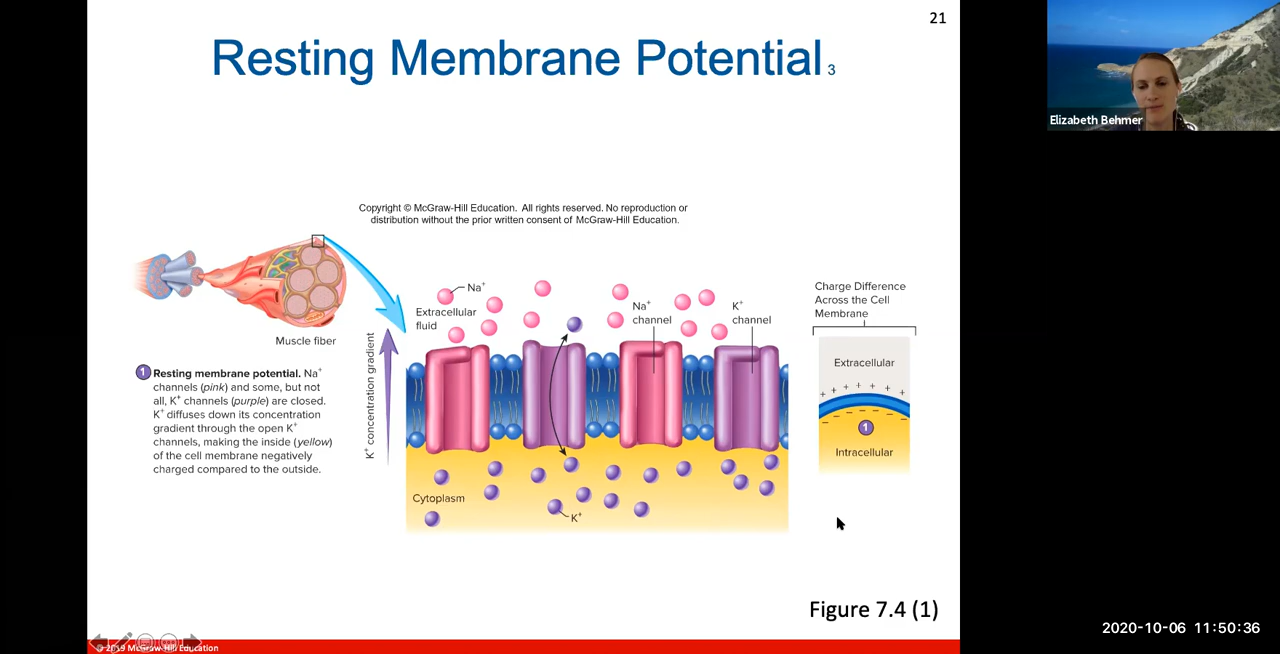 21
Resting Membrane Potential 3
Copyright © McGraw-Hill Education. All rights reserved. No reproduction or
distribution without the prior written consent of McGraw-Hill Education.
Na⁺
Extracellular
fluid
Na⁺
channel
K⁺
channel
Charge Difference
Across the Cell
Membrane
Muscle fiber
K⁺ concentration gradient
1 Resting membrane potential. Na⁺
channels (pink) and some, but not
all, K⁺ channels (purple) are closed.
K⁺ diffuses down its concentration
gradient through the open K⁺
channels, making the inside (yellow)
of the cell membrane negatively
charged compared to the outside.
Cytoplasm
K⁺
Extracellular
+ + + + + + +
− − − − − −
1
Intracellular
Figure 7.4 (1)
© 2019 McGraw-Hill Education
Elizabeth Behmer
2020-10-06 11:50:36